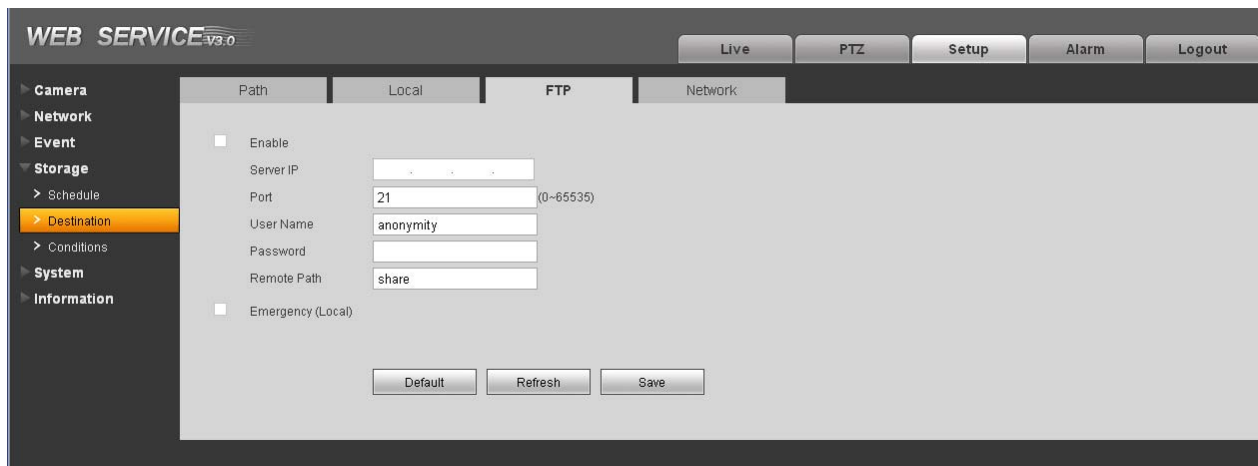 WEB SERVICE V3.0
Live PTZ Setup Alarm Logout
Camera
Network
Event
Storage
> Schedule
> Destination
> Conditions
System
Information
Path Local FTP Network
Enable
Server IP . . .
Port 21 (0~65535)
User Name anonymity
Password
Remote Path share
Emergency (Local)
Default Refresh Save